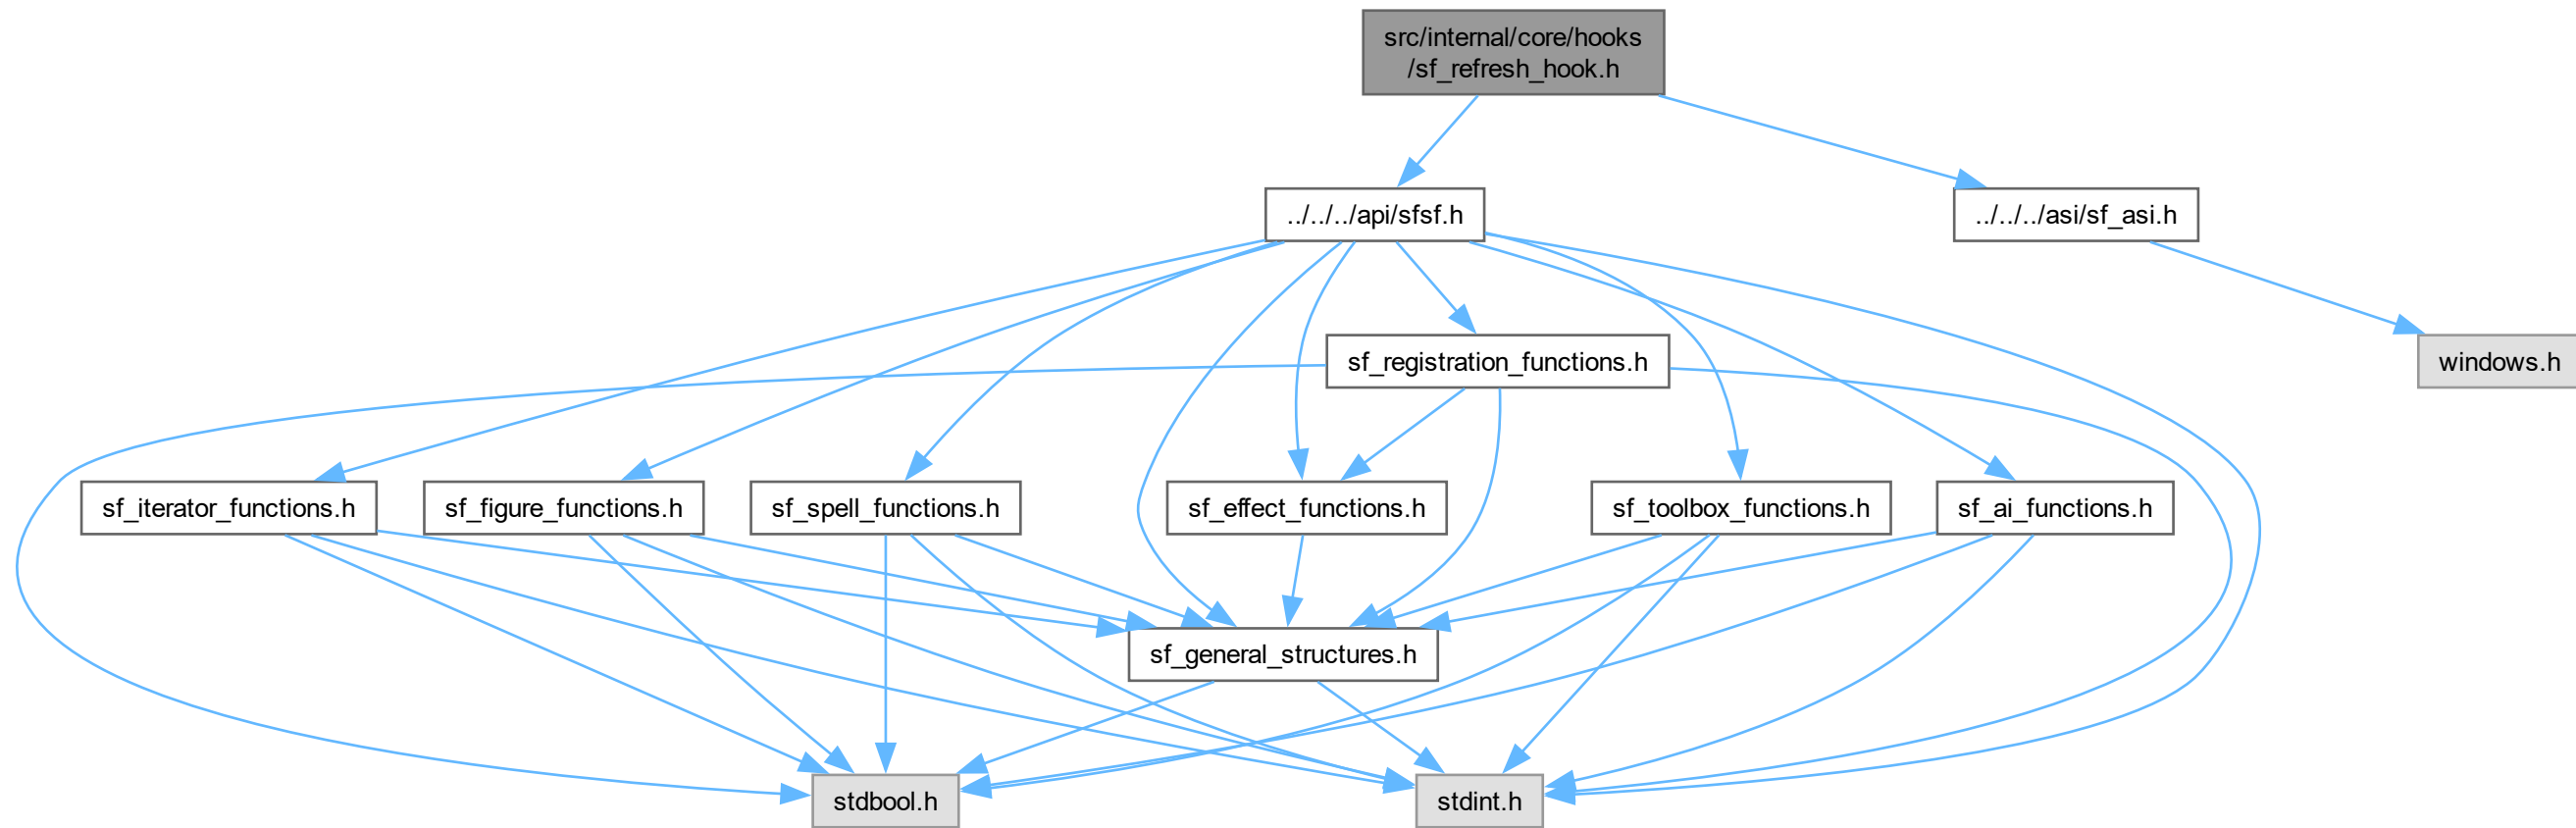 src/internal/core/hooks
/sf_refresh_hook.h
../../../api/sfsf.h
../../../asi/sf_asi.h
sf_registration_functions.h
windows.h
sf_iterator_functions.h
sf_figure_functions.h
sf_spell_functions.h
sf_effect_functions.h
sf_toolbox_functions.h
sf_ai_functions.h
sf_general_structures.h
stdbool.h
stdint.h